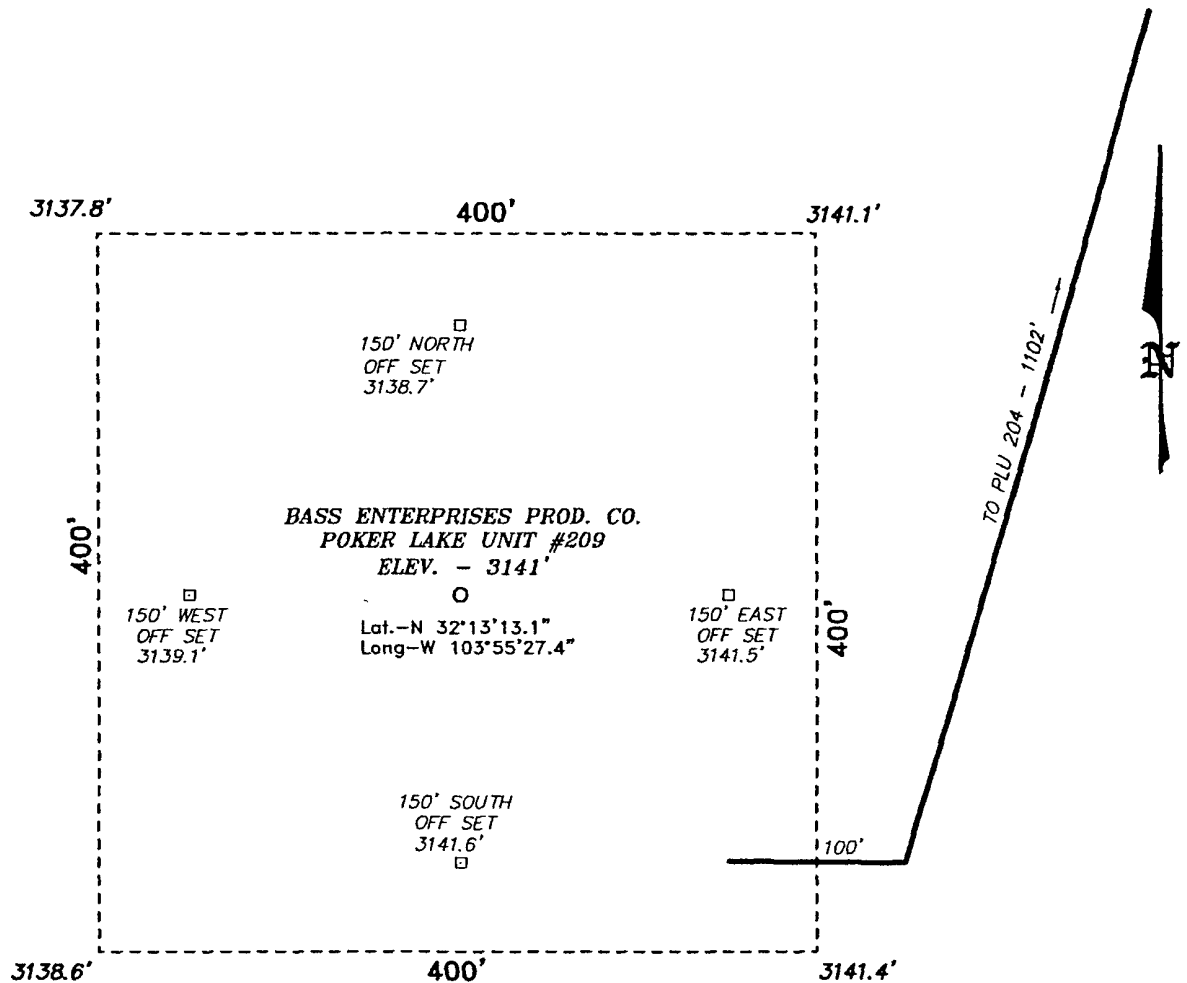 3137.8'
400'
3141.1'
150' NORTH
OFF SET
3138.7'
TO PLU 204 - 1102'
N
BASS ENTERPRISES PROD. CO.
POKER LAKE UNIT #209
ELEV. - 3141'
400'
150' WEST
OFF SET
3139.1'
Lat.-N 32°13'13.1"
Long-W 103°55'27.4"
150' EAST
OFF SET
3141.5'
400'
150' SOUTH
OFF SET
3141.6'
100'
3138.6'
400'
3141.4'